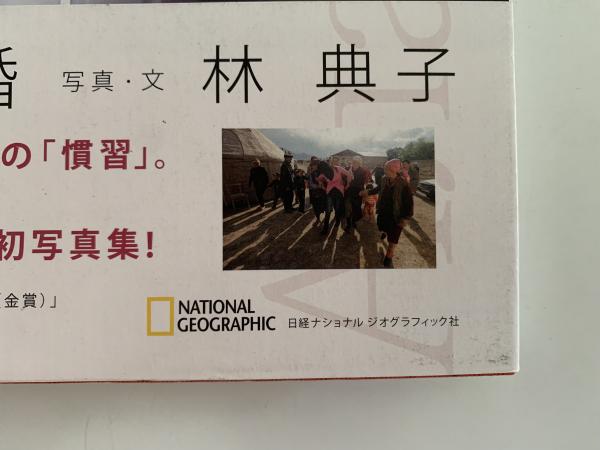 婚 写真・文 林 典子
の「慣習」。
初写真集!
(金賞)」
NATIONAL
GEOGRAPHIC 日経ナショナル ジオグラフィック社